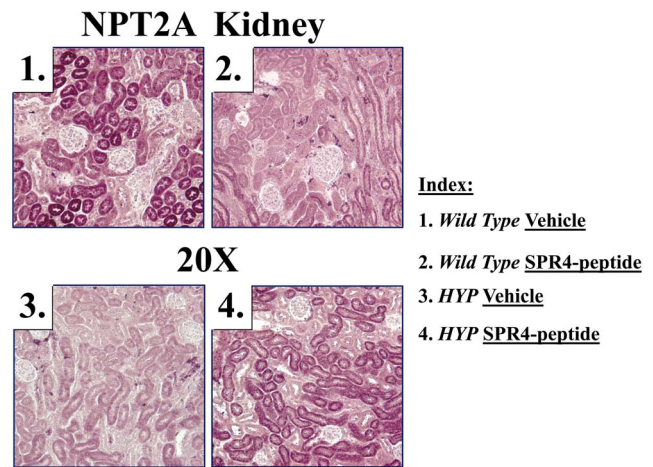 NPT2A Kidney
1.
2.
20X
3.
4.
Index:
1. Wild Type Vehicle
2. Wild Type SPR4-peptide
3. HYP Vehicle
4. HYP SPR4-peptide